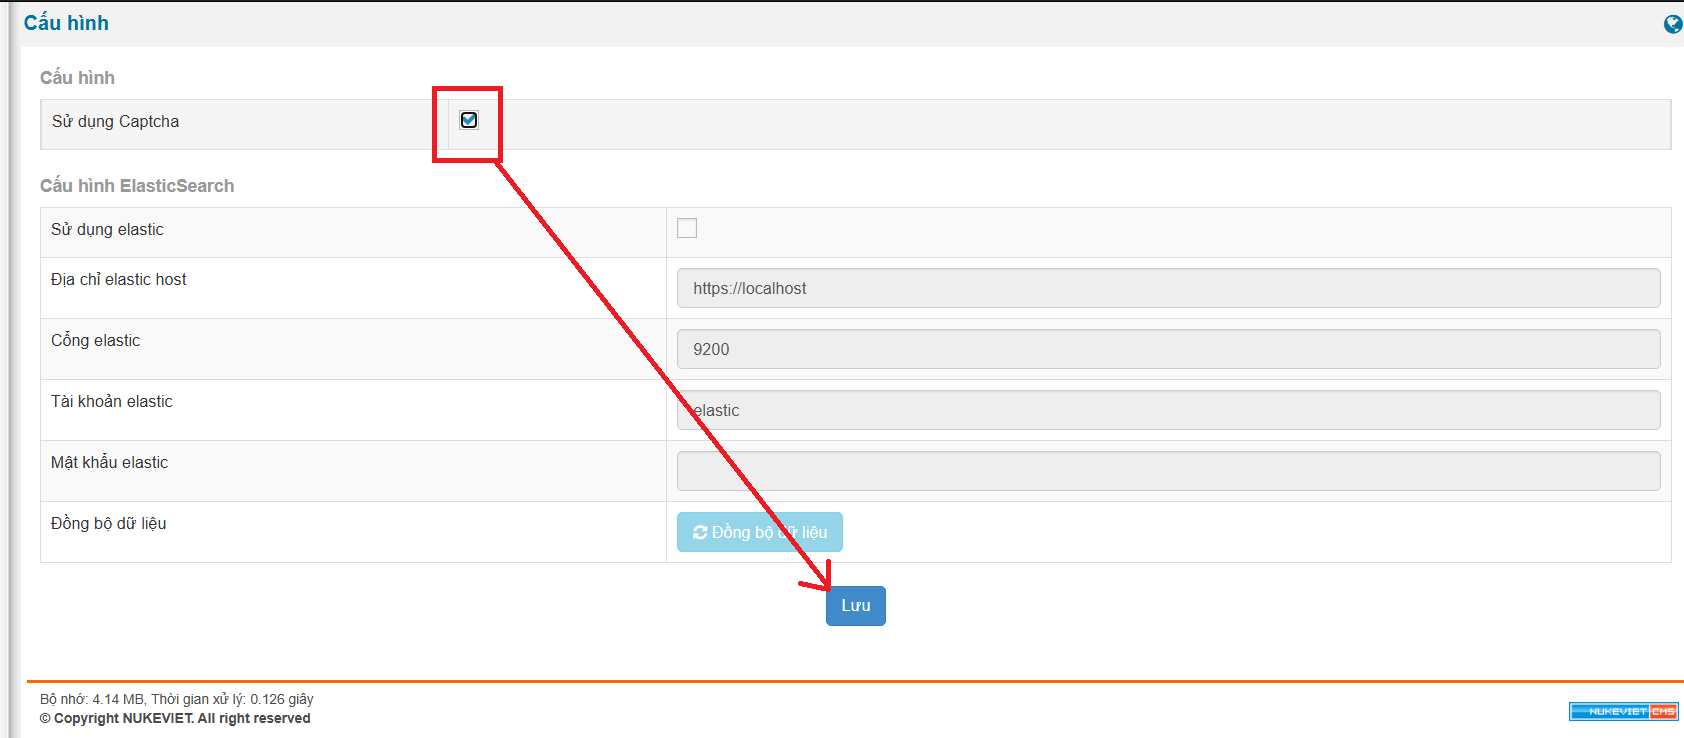 Cấu hình
Cấu hình
Sử dụng Captcha
Cấu hình ElasticSearch
Sử dụng elastic
Địa chỉ elastic host
https://localhost
Cổng elastic
9200
Tài khoản elastic
elastic
Mật khẩu elastic
Đồng bộ dữ liệu
Đồng bộ dữ liệu
Lưu
Bộ nhớ: 4.14 MB, Thời gian xử lý: 0.126 giây
© Copyright NUKEVIET. All right reserved
NUKEVIET CMS